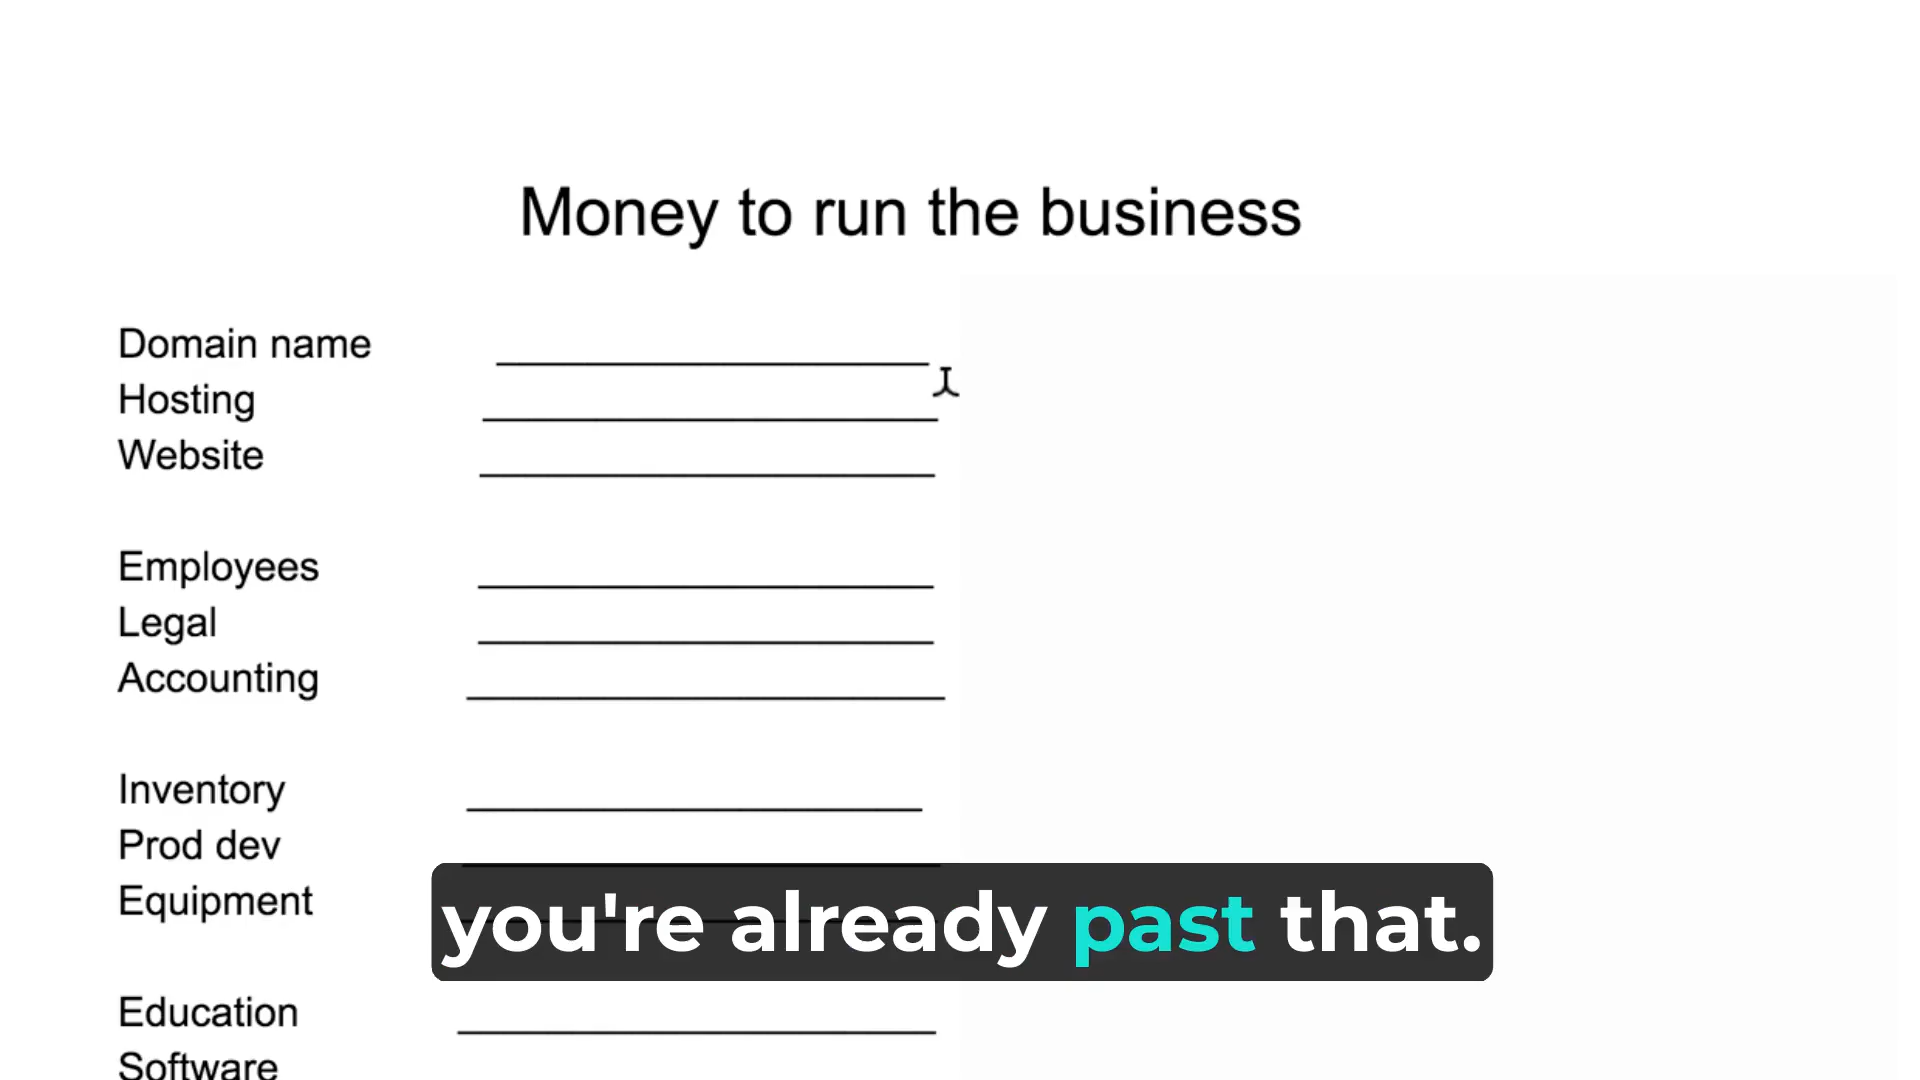 Money to run the business
Domain name
Hosting
Website
Employees
Legal
Accounting
Inventory
Prod dev
Equipment
you're already past that.
Education
Software